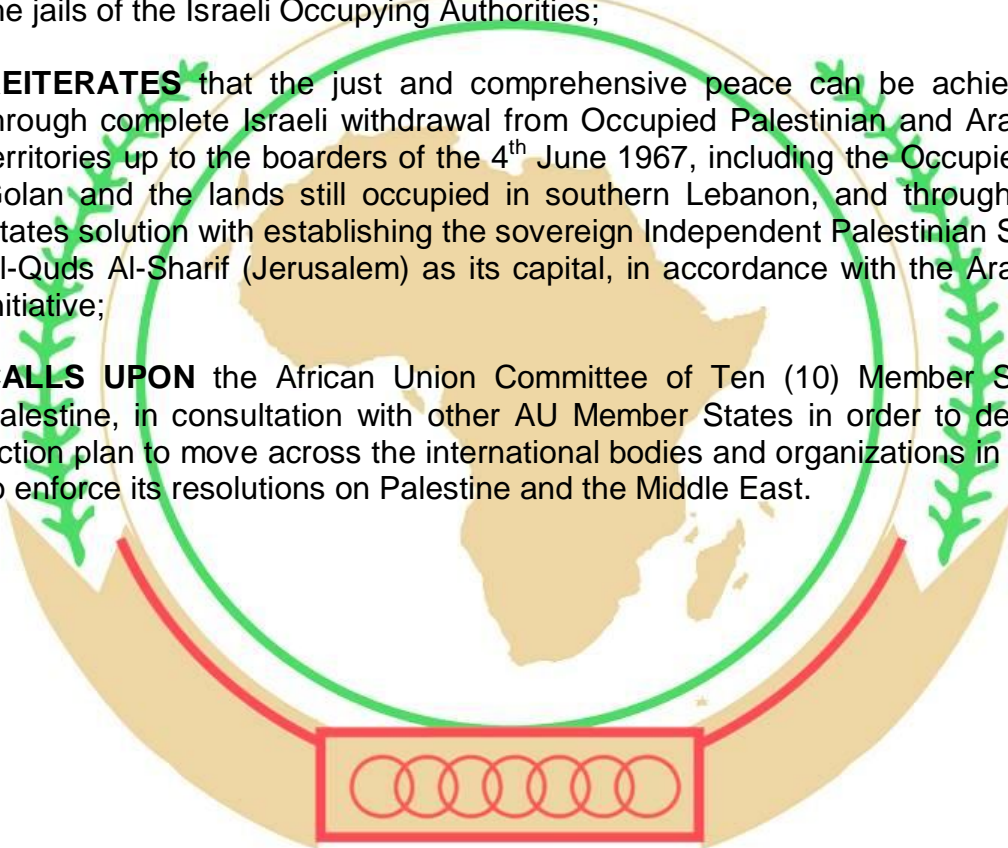 he jails of the Israeli Occupying Authorities;
EITERATES that the just and comprehensive peace can be achie
hrough complete Israeli withdrawal from Occupied Palestinian and Ara
erritories up to the boarders of the 4th June 1967, including the Occupie
Golan and the lands still occupied in southern Lebanon, and through
tates solution with establishing the sovereign Independent Palestinian S
l-Quds Al-Sharif (Jerusalem) as its capital, in accordance with the Ara
nitiative;
ALLS UPON the African Union Committee of Ten (10) Member S
alestine, in consultation with other AU Member States in order to de
ction plan to move across the international bodies and organizations in
o enforce its resolutions on Palestine and the Middle East.